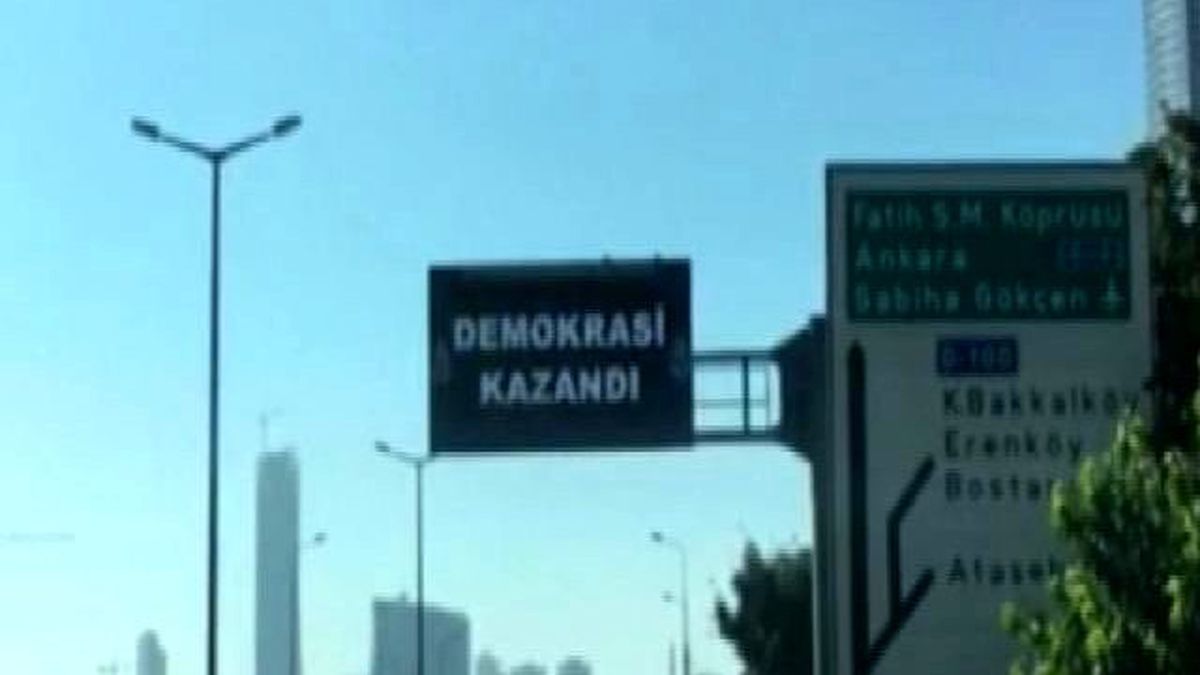 DEMOKRASİ
KAZANDI
Fatih S.M. Köprüsü
Ankara
Sabiha Gökçen
D-100
K.Bakkalköy
Erenköy